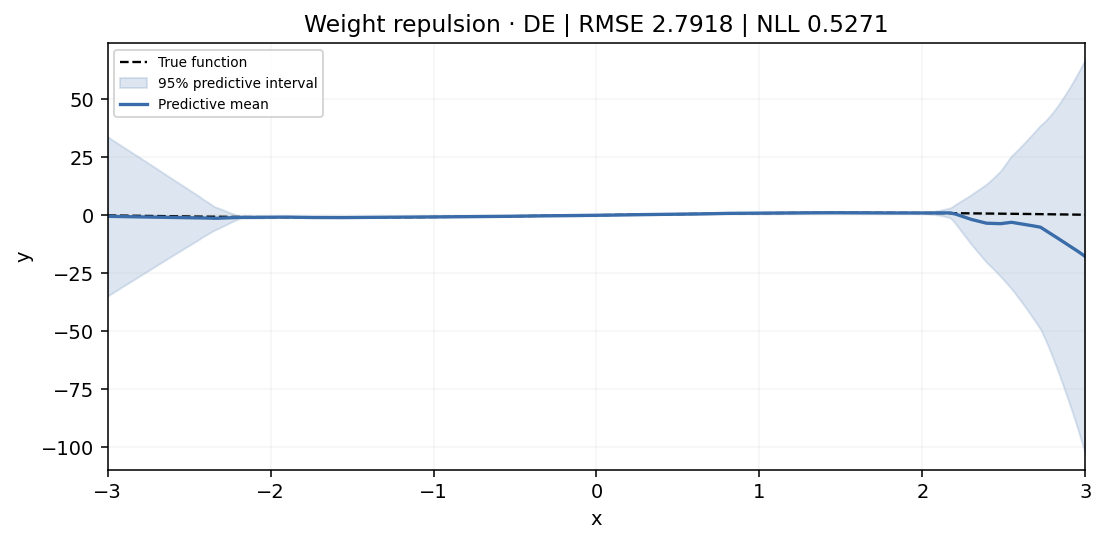 Weight repulsion · DE | RMSE 2.7918 | NLL 0.5271
True function
95% predictive interval
Predictive mean
50
25
0
−25
−50
−75
−100
y
−3
−2
−1
0
1
2
3
x